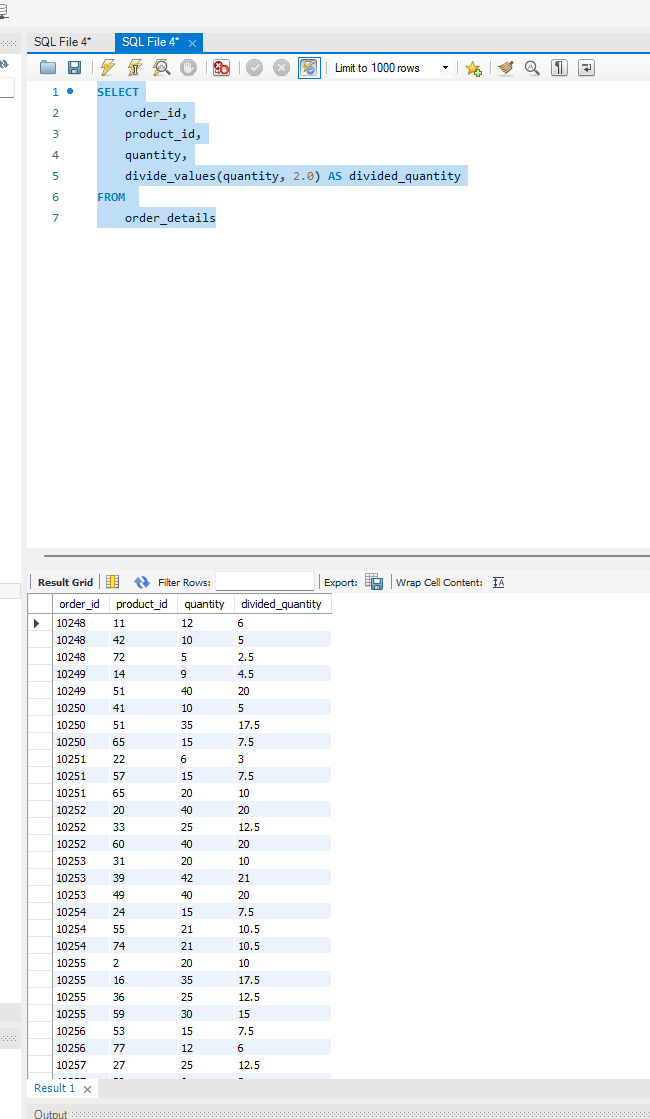 SQL File 4* SQL File 4*
Limit to 1000 rows
1 SELECT
2 order_id,
3 product_id,
4 quantity,
5 divide_values(quantity, 2.0) AS divided_quantity
6 FROM
7 order_details
Result Grid Filter Rows: Export: Wrap Cell Content:
order_id product_id quantity divided_quantity
10248 11 12 6
10248 42 10 5
10248 72 5 2.5
10249 14 9 4.5
10249 51 40 20
10250 41 10 5
10250 51 35 17.5
10250 65 15 7.5
10251 22 6 3
10251 57 15 7.5
10251 65 20 10
10252 20 40 20
10252 33 25 12.5
10252 60 40 20
10253 31 20 10
10253 39 42 21
10253 49 40 20
10254 24 15 7.5
10254 55 21 10.5
10254 74 21 10.5
10255 2 20 10
10255 16 35 17.5
10255 36 25 12.5
10255 59 30 15
10256 53 15 7.5
10256 77 12 6
10257 27 25 12.5
Result 1
Output